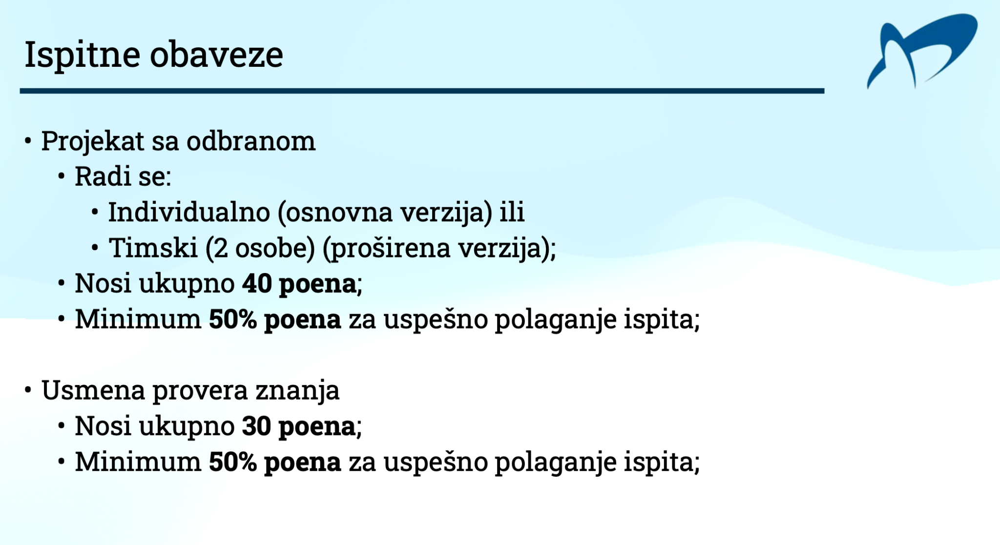 Ispitne obaveze
• Projekat sa odbranom
• Radi se:
• Individualno (osnovna verzija) ili
• Timski (2 osobe) (proširena verzija);
• Nosi ukupno 40 poena;
• Minimum 50% poena za uspešno polaganje ispita;
• Usmena provera znanja
• Nosi ukupno 30 poena;
• Minimum 50% poena za uspešno polaganje ispita;